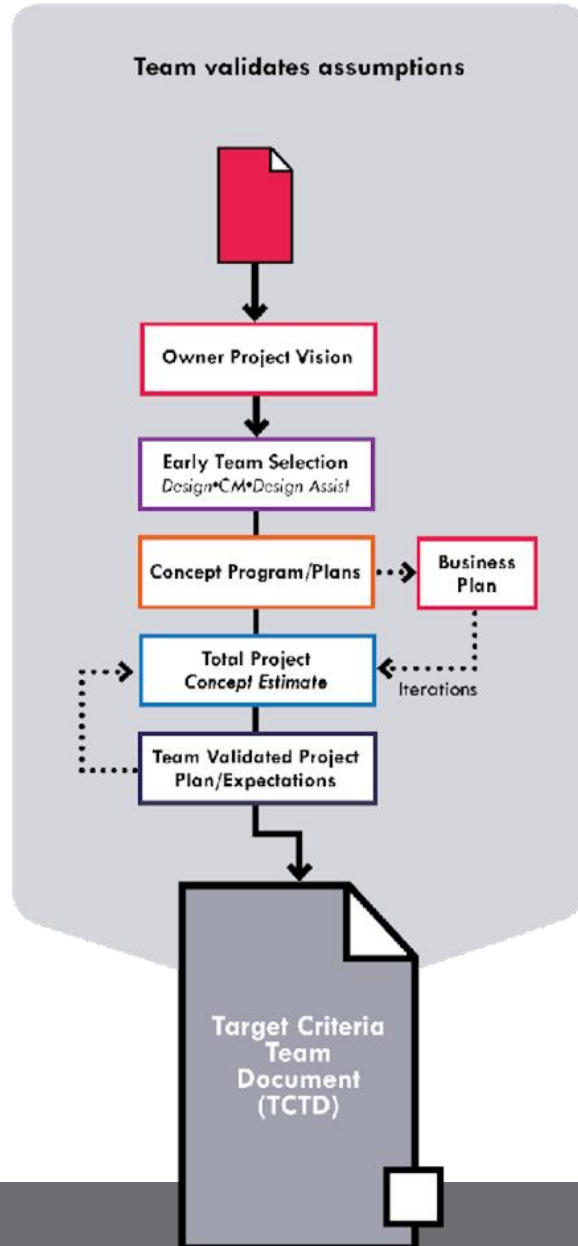 Team validates assumptions
Owner Project Vision
Early Team Selection
Design•CM•Design Assist
Concept Program/Plans
Business
Plan
Total Project
Concept Estimate
Iterations
Team Validated Project
Plan/Expectations
Target Criteria
Team
Document
(TCTD)